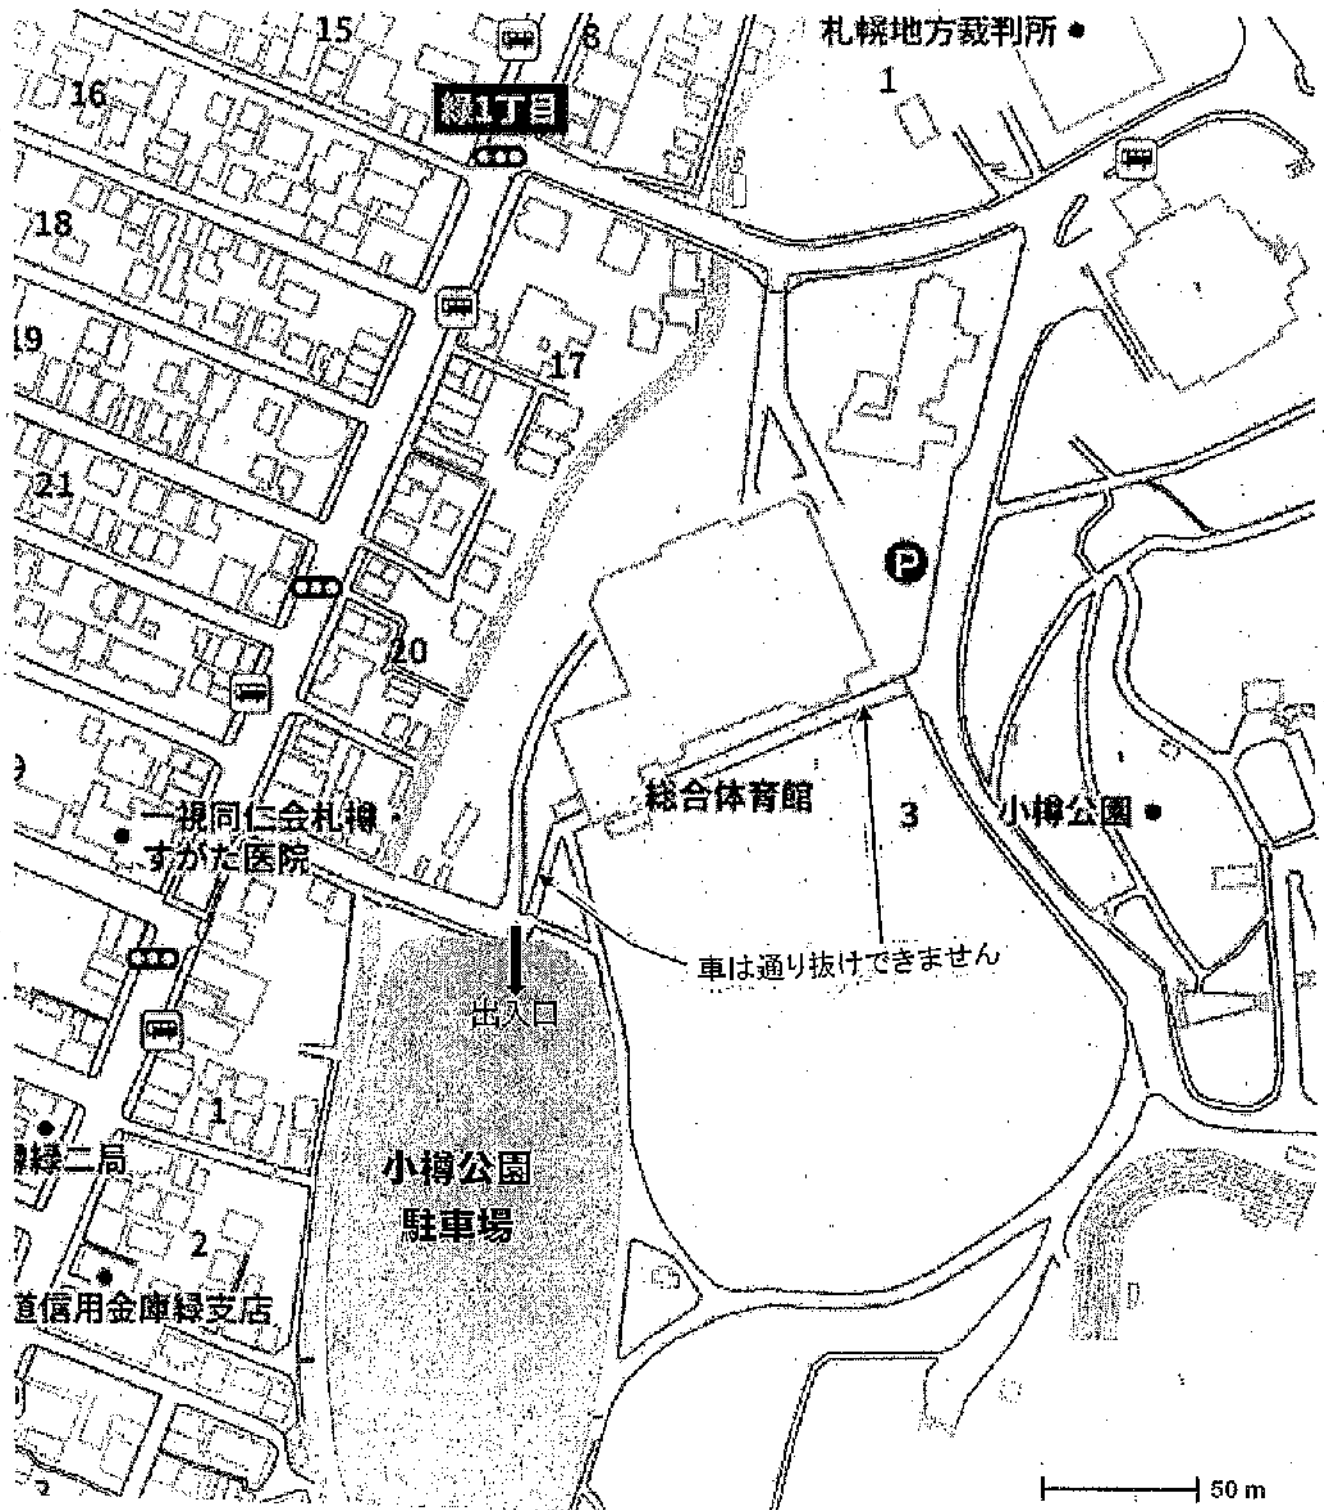 15
8
札幌地方裁判所
1
16
緑1丁目
18
19
17
21
P
20
9
総合体育館
3
小樽公園
一視同仁会札樽・
すがた医院
車は通り抜けできません
出入口
1
樽緑二局
小樽公園
駐車場
2
道信用金庫緑支店
50 m